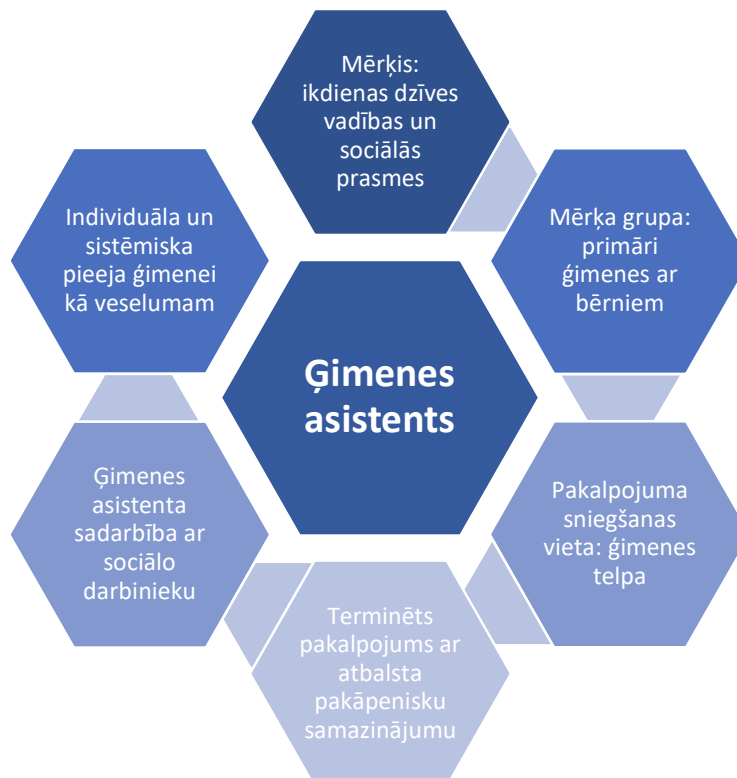 Mērķis:
ikdienas dzīves
vadības un
sociālās
prasmes
Mērķa grupa:
primāri
ģimenes ar
bērniem
Pakalpojuma
sniegšanas
vieta: ģimenes
telpa
Terminēts
pakalpojums ar
atbalsta
pakāpenisku
samazinājumu
Ģimenes
asistenta
sadarbība ar
sociālo
darbinieku
Individuāla un
sistēmiska
pieeja ģimenei
kā veselumam
Ģimenes
asistents